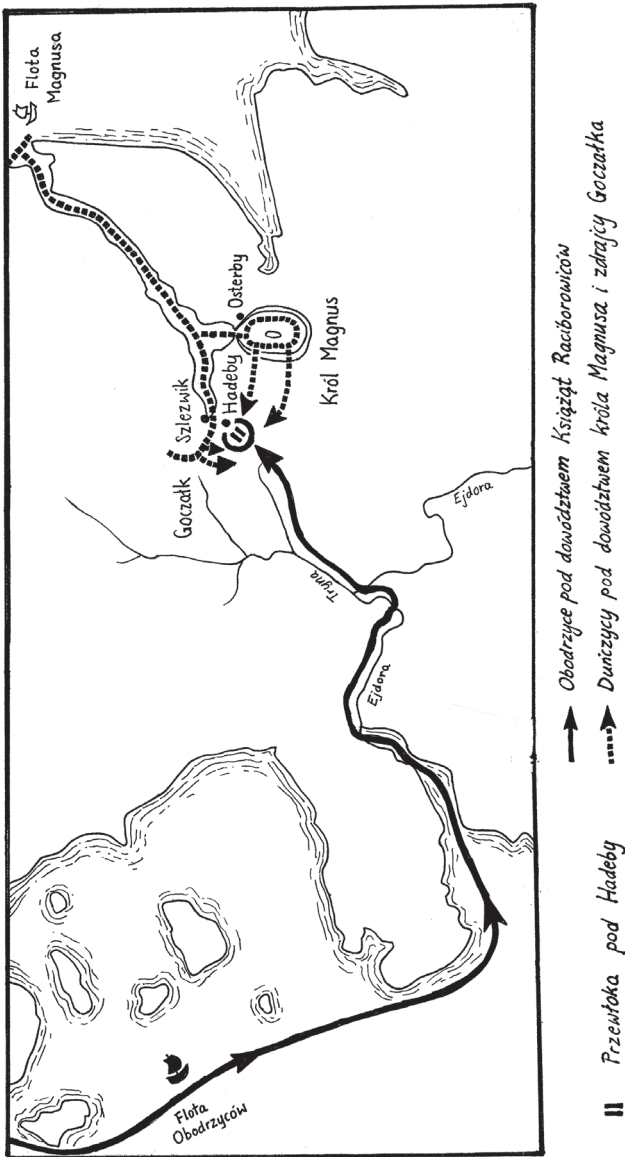 Flota
Magnusa
Szlezwik
Goczałk
Hadeby
Osterby
Król Magnus
Tryna
Ejdora
Ejdora
Flota
Obodrzyców
II Przewłoka pod Hadeby
Obodrzyce pod dowództwem Książąt Raciborowiców
Duńczycy pod dowództwem króla Magnusa i zdrajcy Goczałka